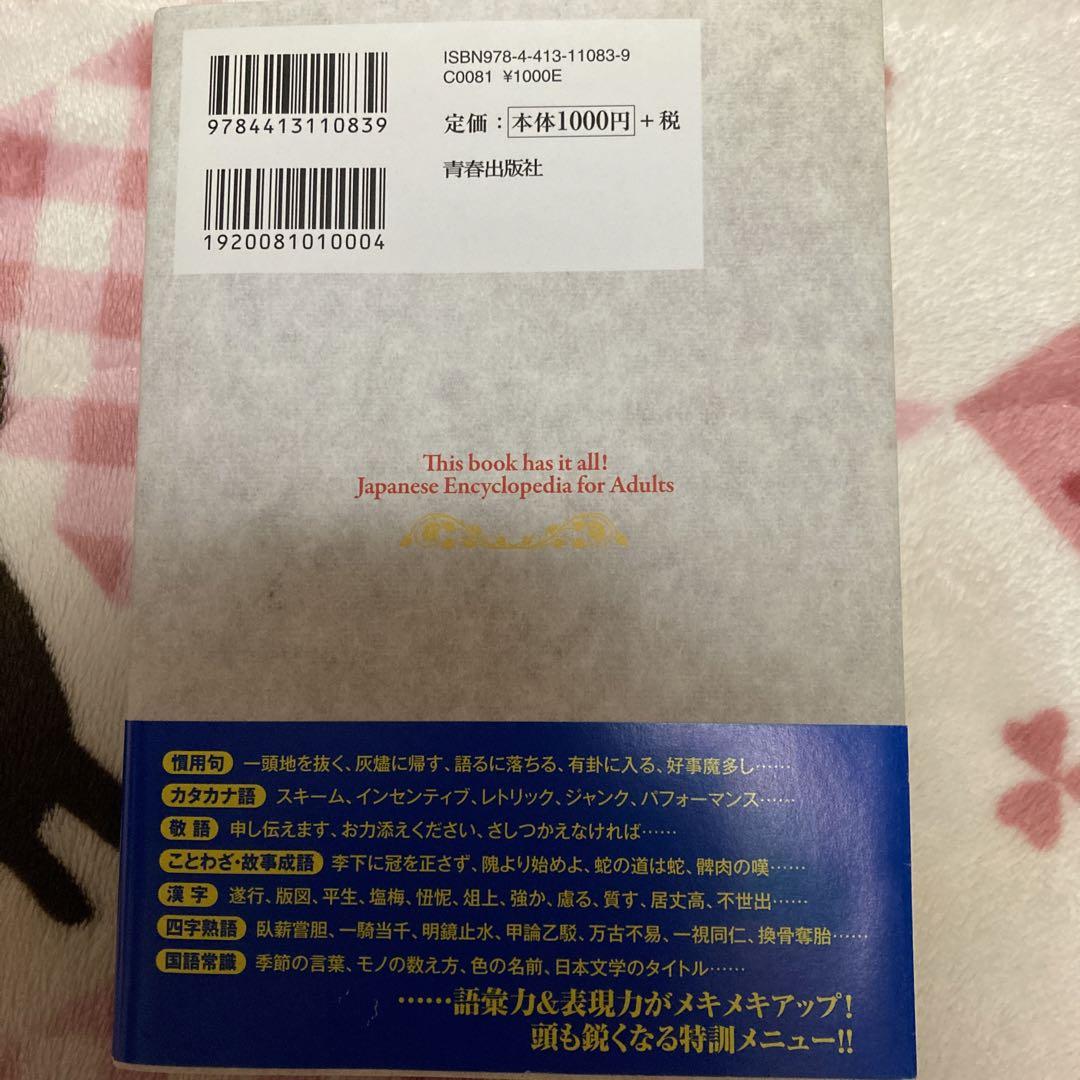 ISBN978-4-413-11083-9
C0081 ¥1000E
9784413110839
定価：本体1000円＋税
青春出版社
1920081010004
This book has it all!
Japanese Encyclopedia for Adults
慣用句 一頭地を抜く、灰燼に帰す、語るに落ちる、有卦に入る、好事魔多し……
カタカナ語 スキーム、インセンティブ、レトリック、ジャンク、パフォーマンス……
敬語 申し伝えます、お力添えください、さしつかえなければ……
ことわざ・故事成語 李下に冠を正さず、隗より始めよ、蛇の道は蛇、髀肉の嘆……
漢字 遂行、版図、平生、塩梅、忸怩、俎上、強か、慮る、質す、居丈高、不世出……
四字熟語 臥薪嘗胆、一騎当千、明鏡止水、甲論乙駁、万古不易、一視同仁、換骨奪胎……
国語常識 季節の言葉、モノの数え方、色の名前、日本文学のタイトル……
……語彙力&表現力がメキメキアップ！
頭も鋭くなる特訓メニュー!!